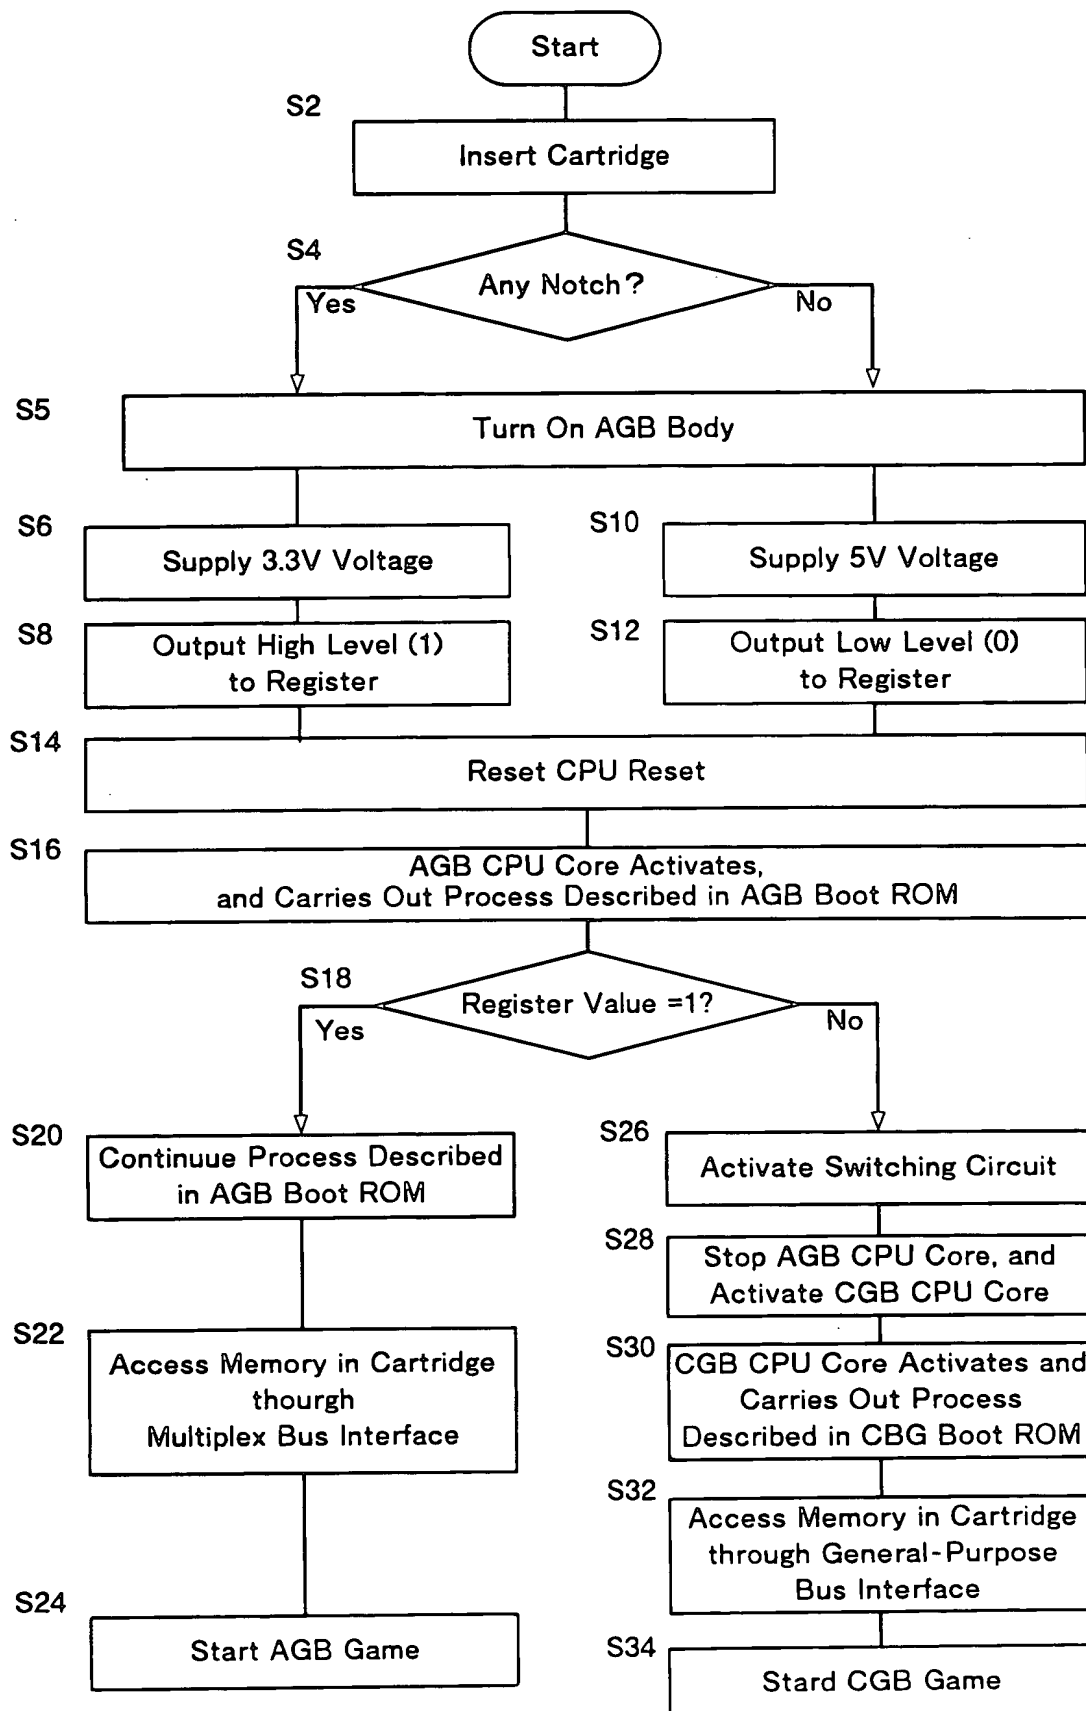 Start
S2
Insert Cartridge
S4
Any Notch?
Yes
No
S5
Turn On AGB Body
S6
Supply 3.3V Voltage
S10
Supply 5V Voltage
S8
Output High Level (1)
to Register
S12
Output Low Level (0)
to Register
S14
Reset CPU Reset
S16
AGB CPU Core Activates,
and Carries Out Process Described in AGB Boot ROM
S18
Register Value =1?
Yes
No
S20
Continuue Process Described
in AGB Boot ROM
S26
Activate Switching Circuit
S28
Stop AGB CPU Core, and
Activate CGB CPU Core
S22
Access Memory in Cartridge
thourgh
Multiplex Bus Interface
S30
CGB CPU Core Activates and
Carries Out Process
Described in CBG Boot ROM
S32
Access Memory in Cartridge
through General-Purpose
Bus Interface
S24
Start AGB Game
S34
Stard CGB Game